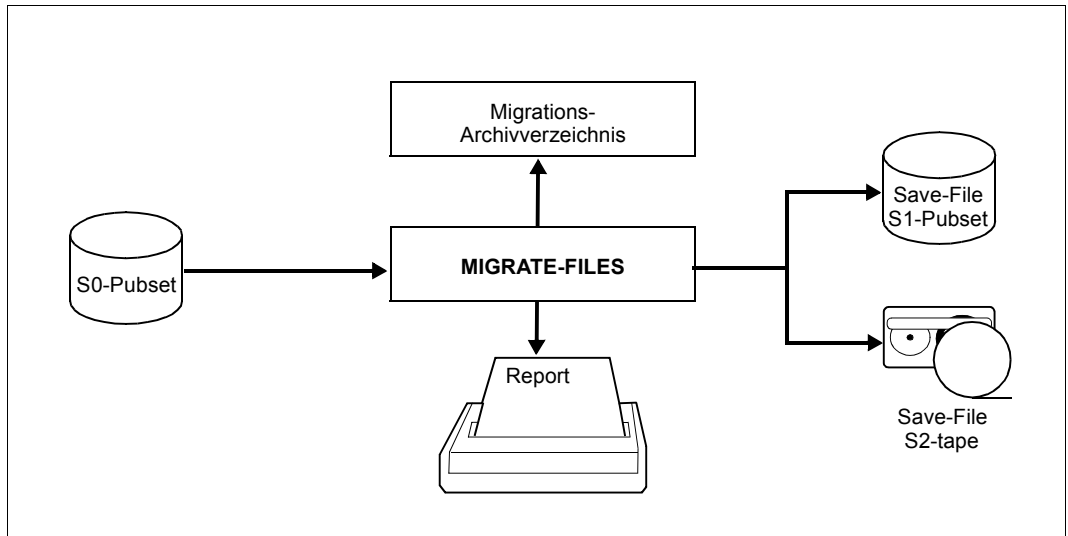 Migrations-
Archivverzeichnis
Save-File
S1-Pubset
S0-Pubset
MIGRATE-FILES
Report
Save-File
S2-tape